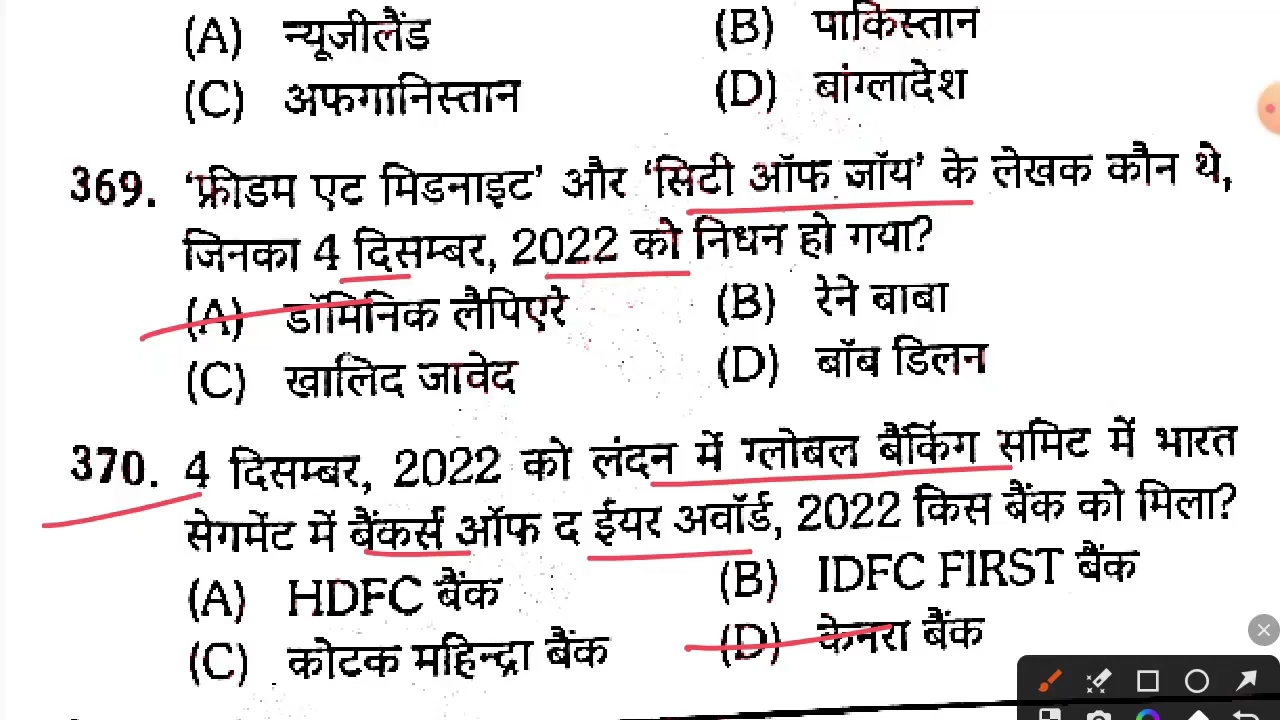 (A) न्यूजीलैंड (B) पाकिस्तान
(C) अफगानिस्तान (D) बांग्लादेश
369. 'फ्रीडम एट मिडनाइट' और 'सिटी ऑफ जॉय' के लेखक कौन थे,
जिनका 4 दिसम्बर, 2022 को निधन हो गया?
(A) डॉमिनिक लैपिएरे (B) रेने बाबा
(C) खालिद जावेद (D) बॉब डिलन
370. 4 दिसम्बर, 2022 को लंदन में ग्लोबल बैंकिंग समिट में भारत
सेगमेंट में बैंकर्स ऑफ द ईयर अवॉर्ड, 2022 किस बैंक को मिला?
(A) HDFC बैंक (B) IDFC FIRST बैंक
(C) कोटक महिन्द्रा बैंक (D) केनरा बैंक